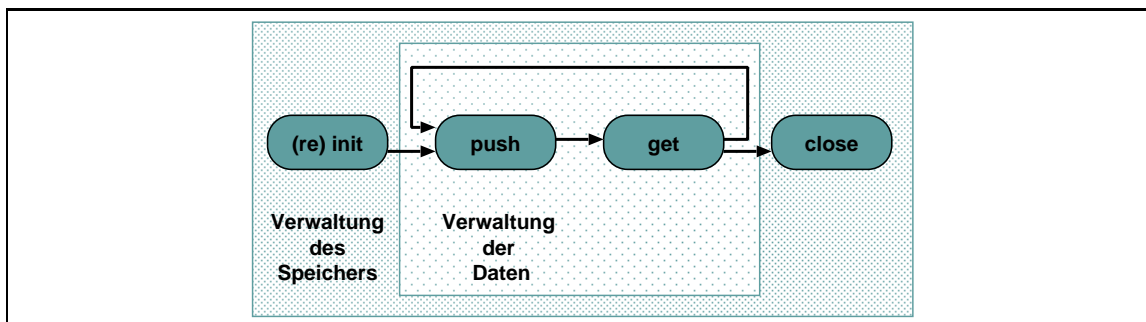 (re) init
push
get
close
Verwaltung
des
Speichers
Verwaltung
der
Daten